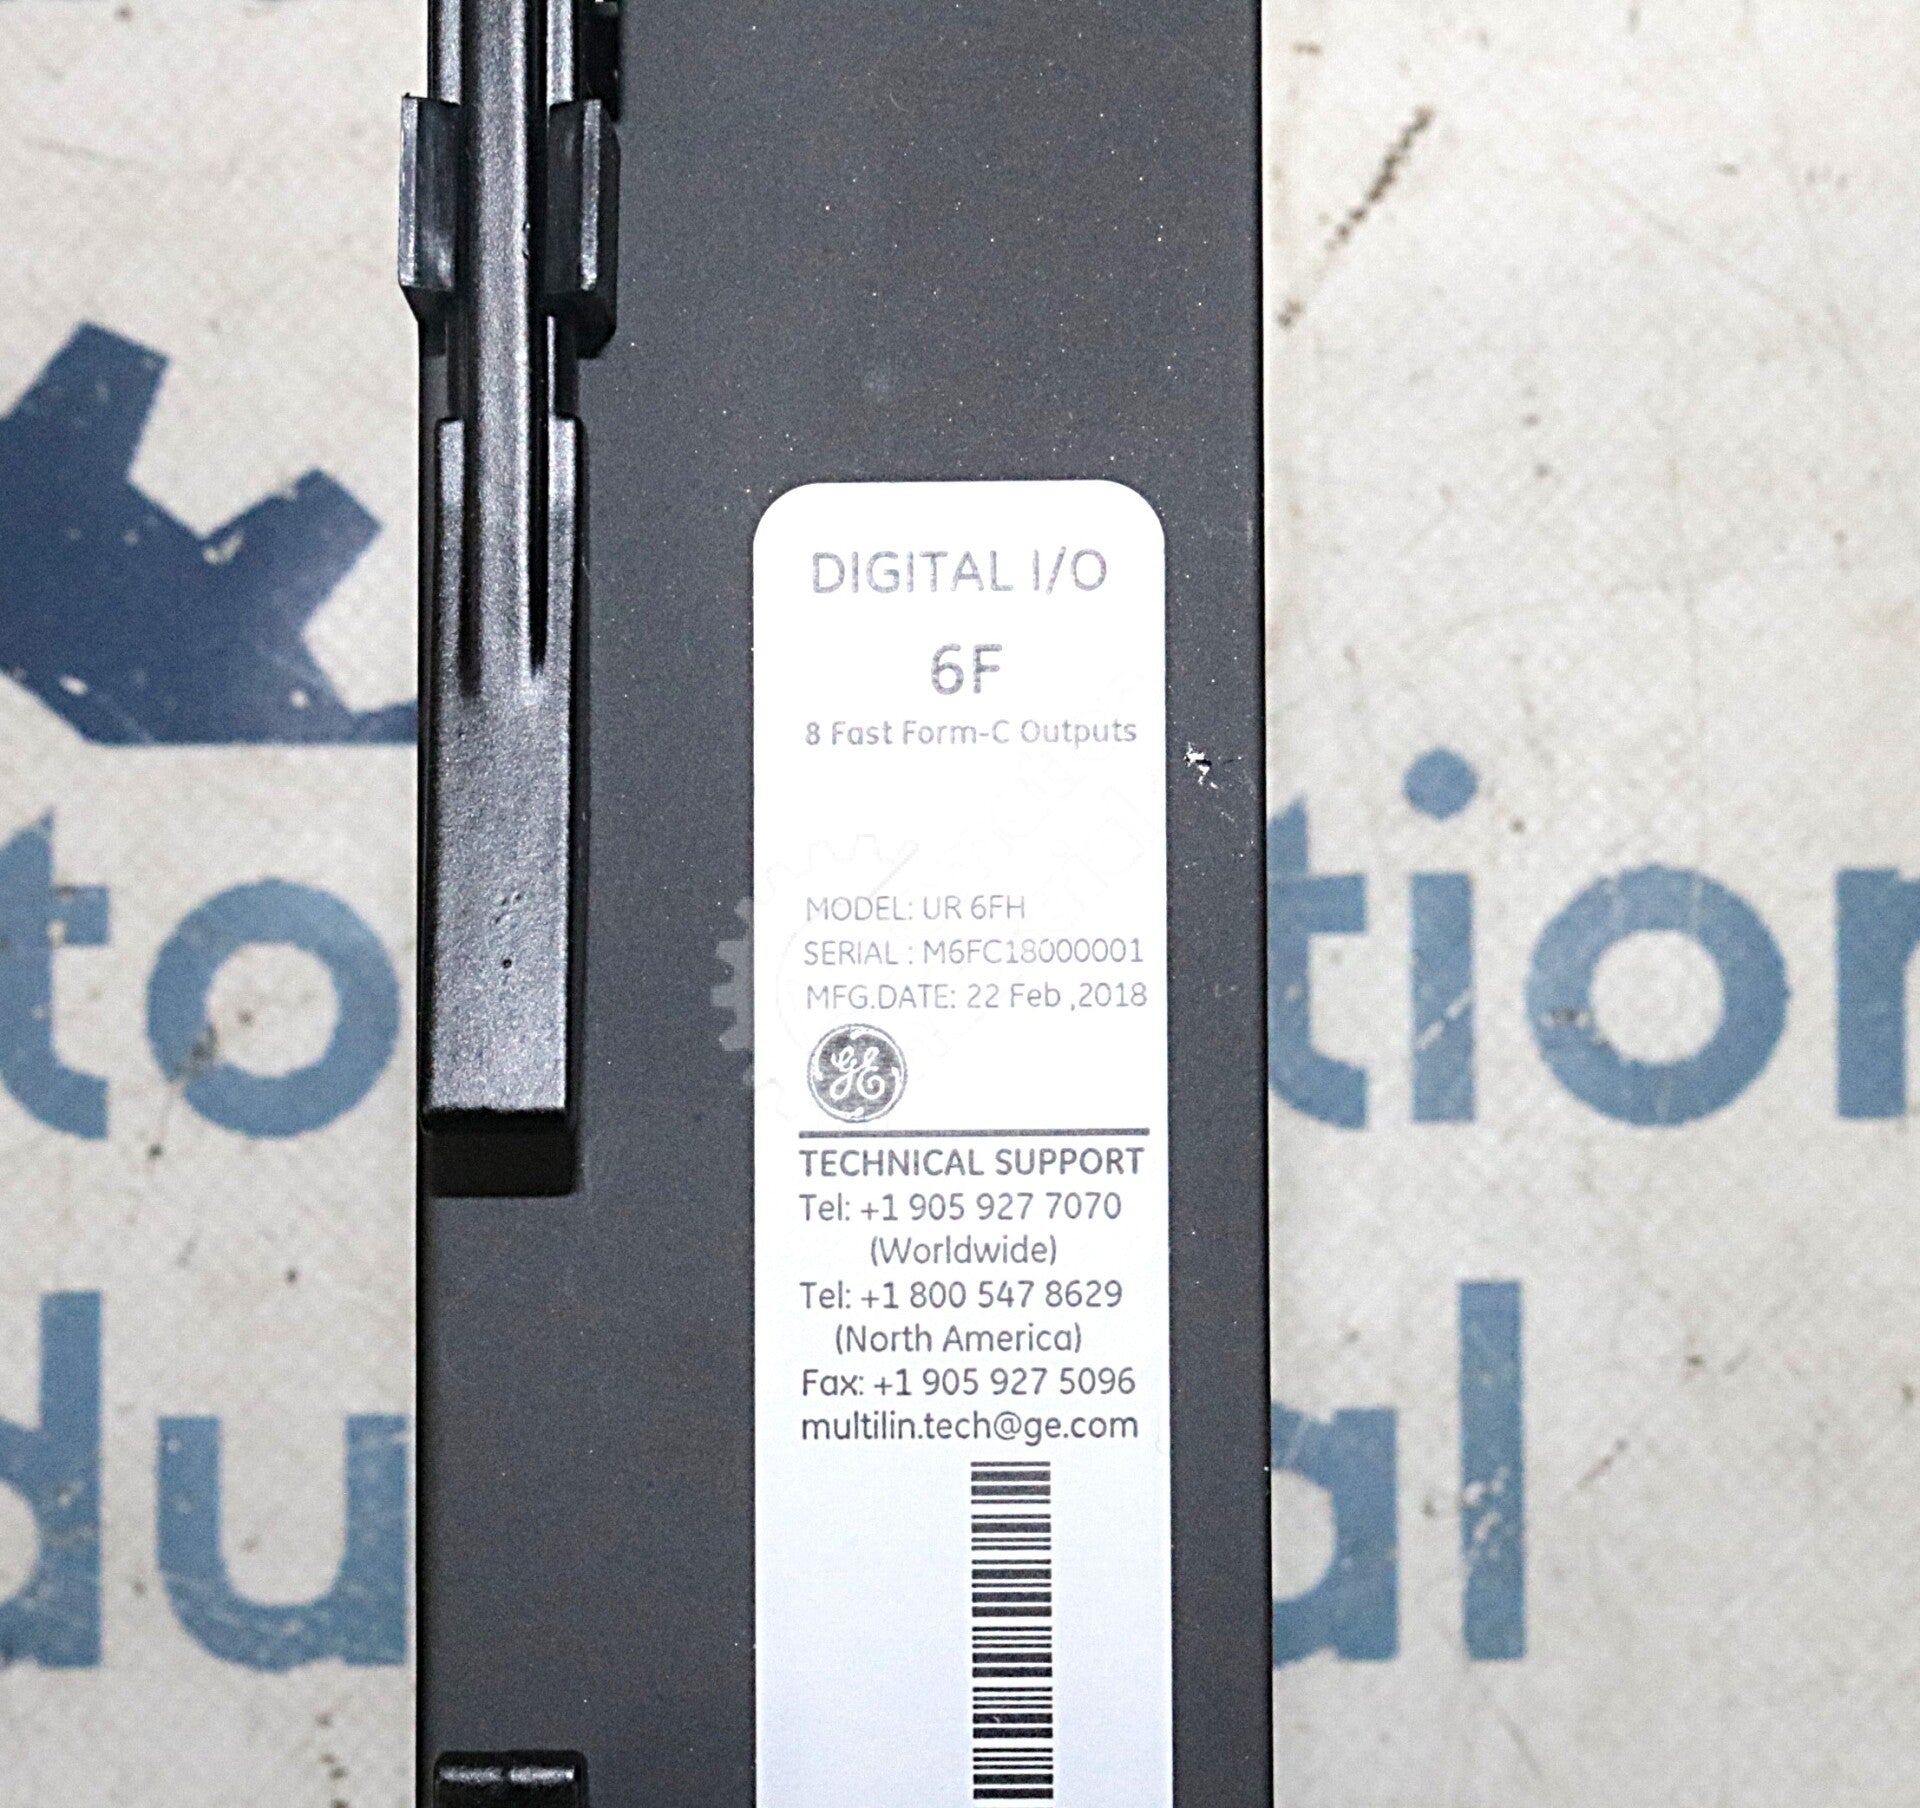 DIGITAL I/O
6F
8 Fast Form-C Outputs
MODEL: UR 6FH
SERIAL : M6FC18000001
MFG.DATE: 22 Feb ,2018
GE
TECHNICAL SUPPORT
Tel: +1 905 927 7070
(Worldwide)
Tel: +1 800 547 8629
(North America)
Fax: +1 905 927 5096
multilin.tech@ge.com